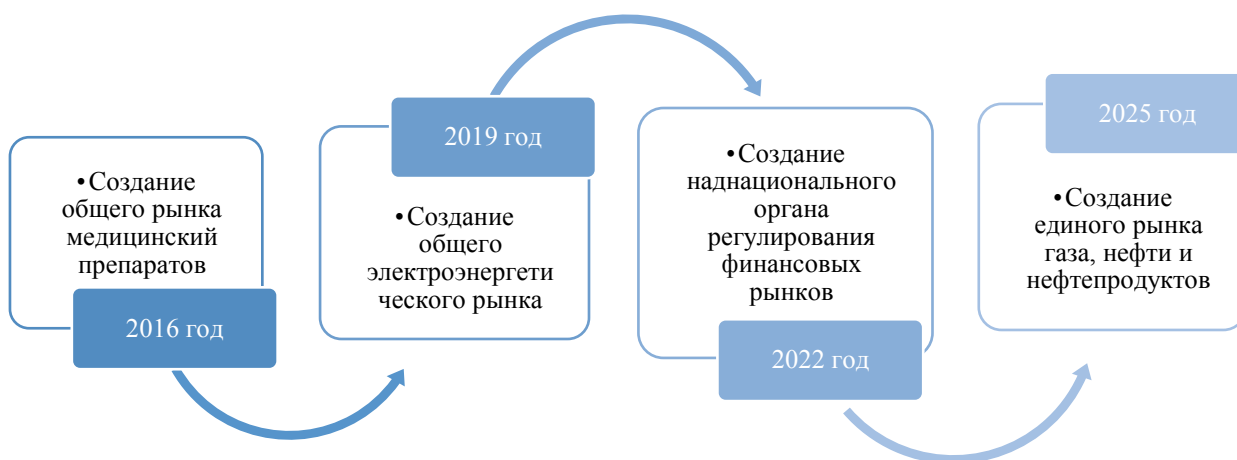 •Создание
общего рынка
медицинский
препаратов
2016 год
2019 год
•Создание
общего
электроэнергети
ческого рынка
•Создание
наднационального
органа
регулирования
финансовых
рынков
2022 год
2025 год
•Создание
единого рынка
газа, нефти и
нефтепродуктов